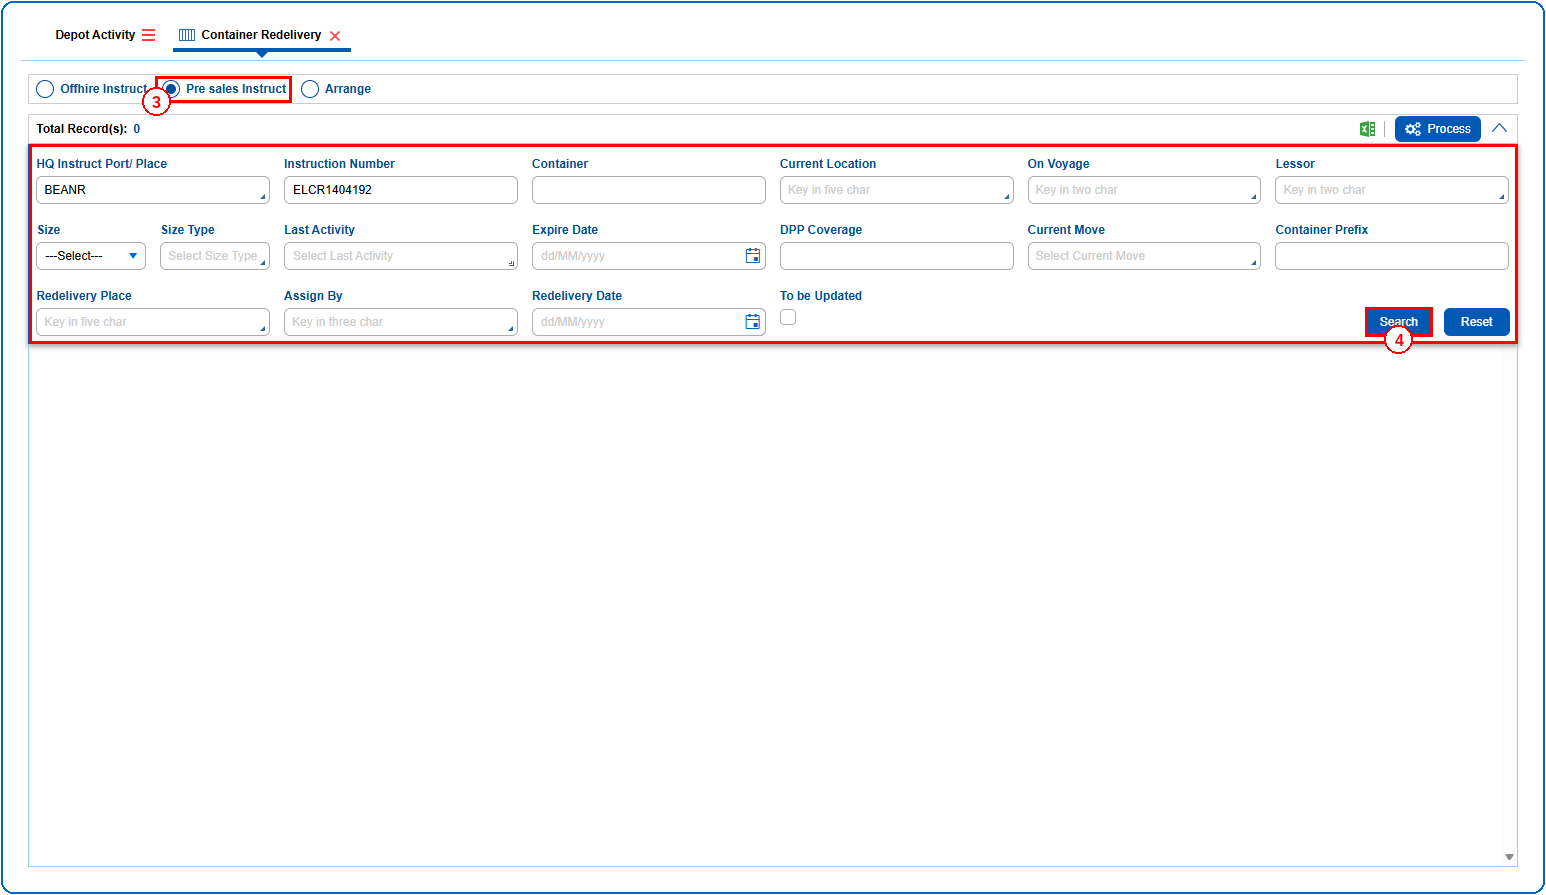 Depot Activity Container Redelivery
Offhire Instruct Pre sales Instruct Arrange
3
Total Record(s): 0 Process
HQ Instruct Port/ Place Instruction Number Container Current Location On Voyage Lessor
BEANR ELCR1404192 Key in five char Key in two char Key in two char
Size Size Type Last Activity Expire Date DPP Coverage Current Move Container Prefix
---Select--- Select Size Type Select Last Activity dd/MM/yyyy Select Current Move
Redelivery Place Assign By Redelivery Date To be Updated
Key in five char Key in three char dd/MM/yyyy Search Reset
4